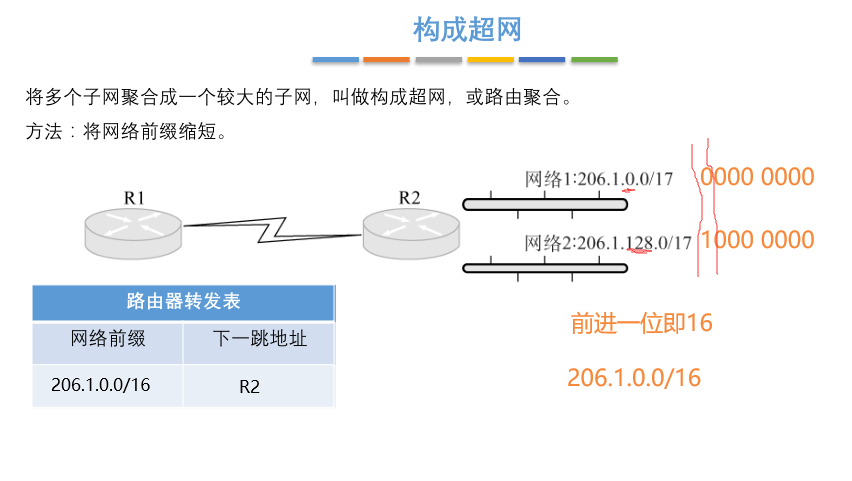 构成超网
将多个子网聚合成一个较大的子网，叫做构成超网，或路由聚合。
方法：将网络前缀缩短。
网络1:206.1.0.0/17
0000 0000
R1
R2
网络2:206.1.128.0/17
1000 0000
路由器转发表
网络前缀
下一跳地址
206.1.0.0/16
R2
前进一位即16
206.1.0.0/16